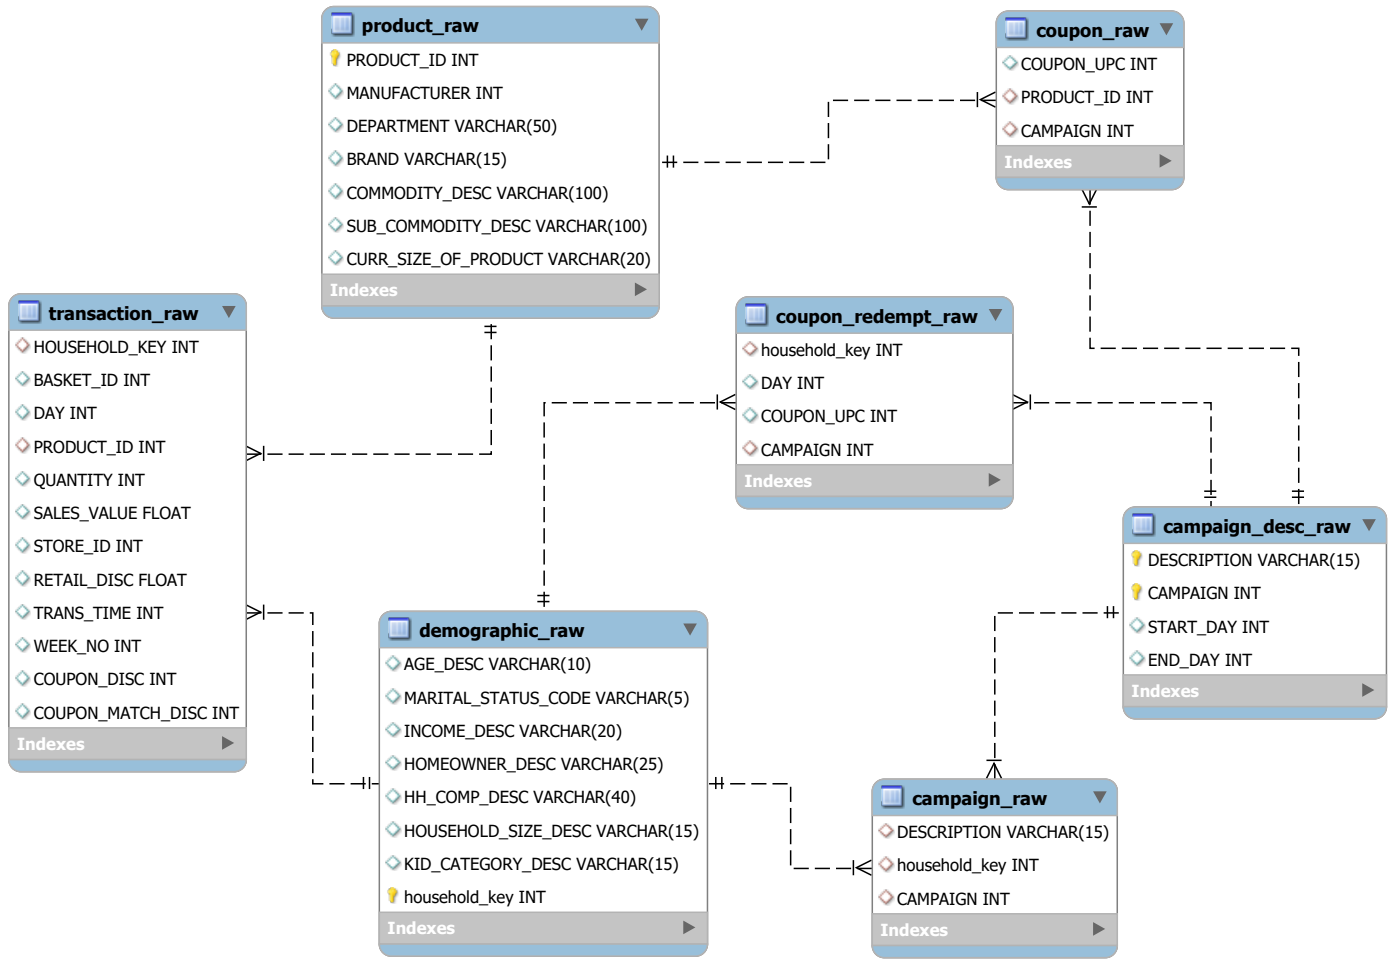 product_raw
PRODUCT_ID INT
MANUFACTURER INT
DEPARTMENT VARCHAR(50)
BRAND VARCHAR(15)
COMMODITY_DESC VARCHAR(100)
SUB_COMMODITY_DESC VARCHAR(100)
CURR_SIZE_OF_PRODUCT VARCHAR(20)
Indexes
coupon_raw
COUPON_UPC INT
PRODUCT_ID INT
CAMPAIGN INT
Indexes
transaction_raw
HOUSEHOLD_KEY INT
BASKET_ID INT
DAY INT
PRODUCT_ID INT
QUANTITY INT
SALES_VALUE FLOAT
STORE_ID INT
RETAIL_DISC FLOAT
TRANS_TIME INT
WEEK_NO INT
COUPON_DISC INT
COUPON_MATCH_DISC INT
Indexes
coupon_redempt_raw
household_key INT
DAY INT
COUPON_UPC INT
CAMPAIGN INT
Indexes
campaign_desc_raw
DESCRIPTION VARCHAR(15)
CAMPAIGN INT
START_DAY INT
END_DAY INT
Indexes
demographic_raw
AGE_DESC VARCHAR(10)
MARITAL_STATUS_CODE VARCHAR(5)
INCOME_DESC VARCHAR(20)
HOMEOWNER_DESC VARCHAR(25)
HH_COMP_DESC VARCHAR(40)
HOUSEHOLD_SIZE_DESC VARCHAR(15)
KID_CATEGORY_DESC VARCHAR(15)
household_key INT
Indexes
campaign_raw
DESCRIPTION VARCHAR(15)
household_key INT
CAMPAIGN INT
Indexes